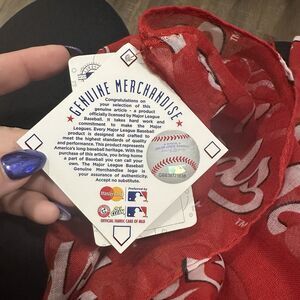 GENUINE MERCHANDISE
Congratulations on
your selection of this
genuine article - a product
officially licensed by Major League
Baseball. It takes hard work and
commitment to make the Major
Leagues. Every Major League Baseball
product is designed and crafted to
meet the highest standards of quality
and performance. This product represents
America's long baseball heritage. With the
purchase of this article, you bring home
a part of Baseball you can call your
own. The Major League Baseball
Genuine Merchandise logo is
your assurance of authenticity.
Accept no substitute.
Preferred by
OFFICIAL FABRIC CARE OF MLB